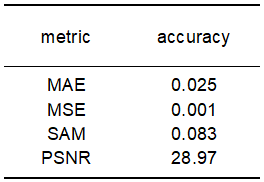 metric accuracy
MAE 0.025
MSE 0.001
SAM 0.083
PSNR 28.97